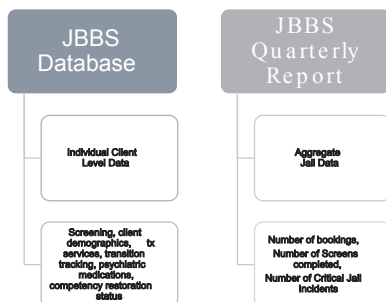 JBBS
Database
Individual Client
Level Data
Screening, client
demographics, tx
services, transition
tracking, psychiatric
medications,
competency restoration
status
JBBS
Quarterly
Report
Aggregate
Jail Data
Number of bookings,
Number of Screens
completed,
Number of Critical Jail
Incidents